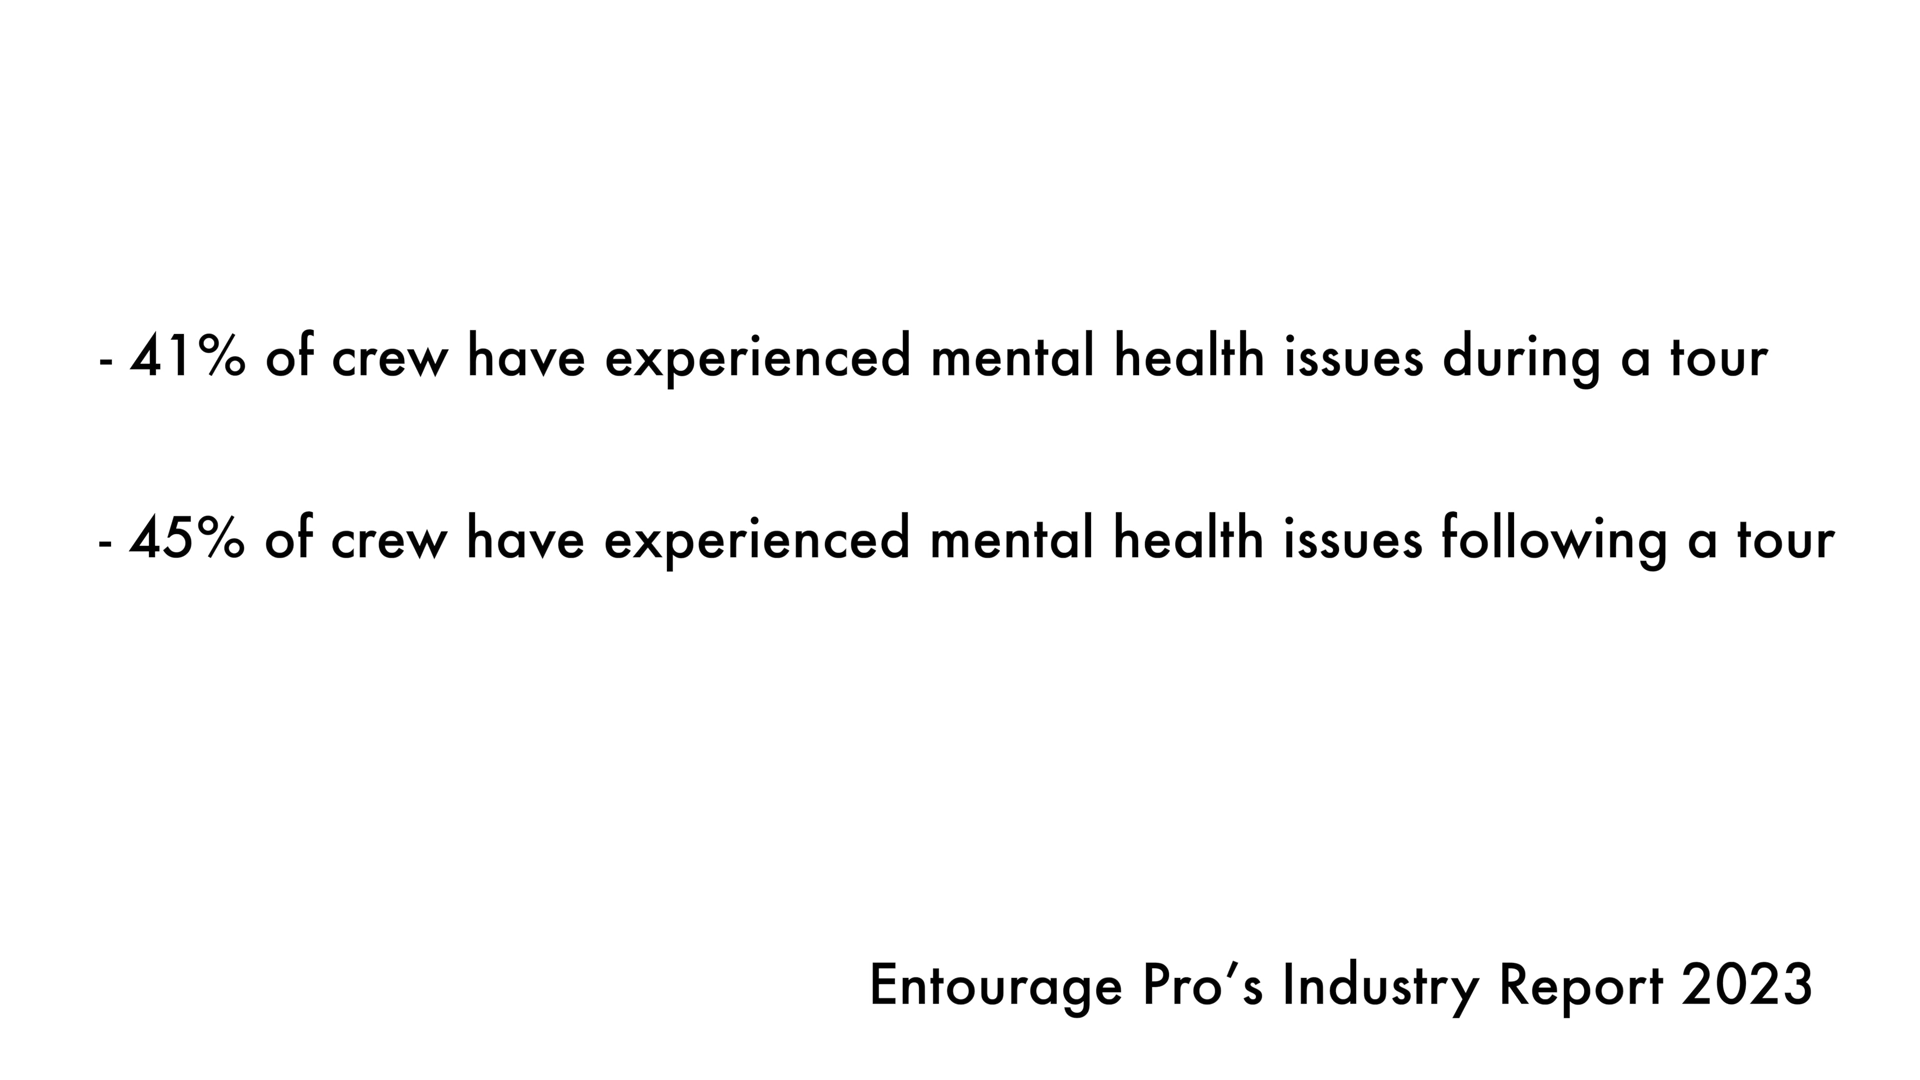 - 41% of crew have experienced mental health issues during a tour
- 45% of crew have experienced mental health issues following a tour
Entourage Pro’s Industry Report 2023